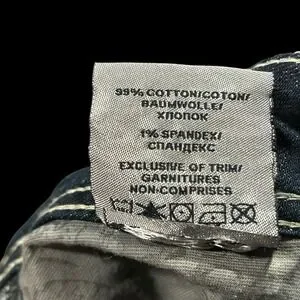 99% COTTON/COTON/
BAUMWOLLE/
ХЛОПОК
1% SPANDEX/
СПАНДЕКС
EXCLUSIVE OF TRIM/
GARNITURES
NON-COMPRISES